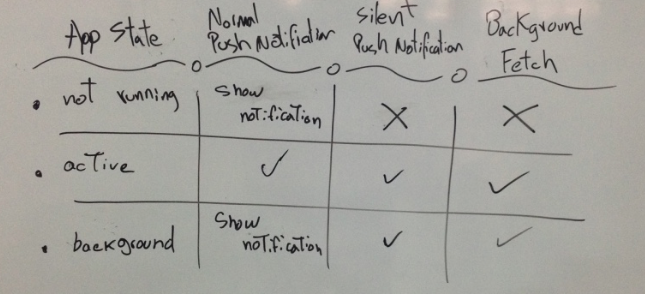 App State
Normal
Push Notification
Silent
Push Notification
Background
Fetch
• not running
Show
notification
X
X
• active
✓
✓
✓
• background
Show
notification
✓
✓